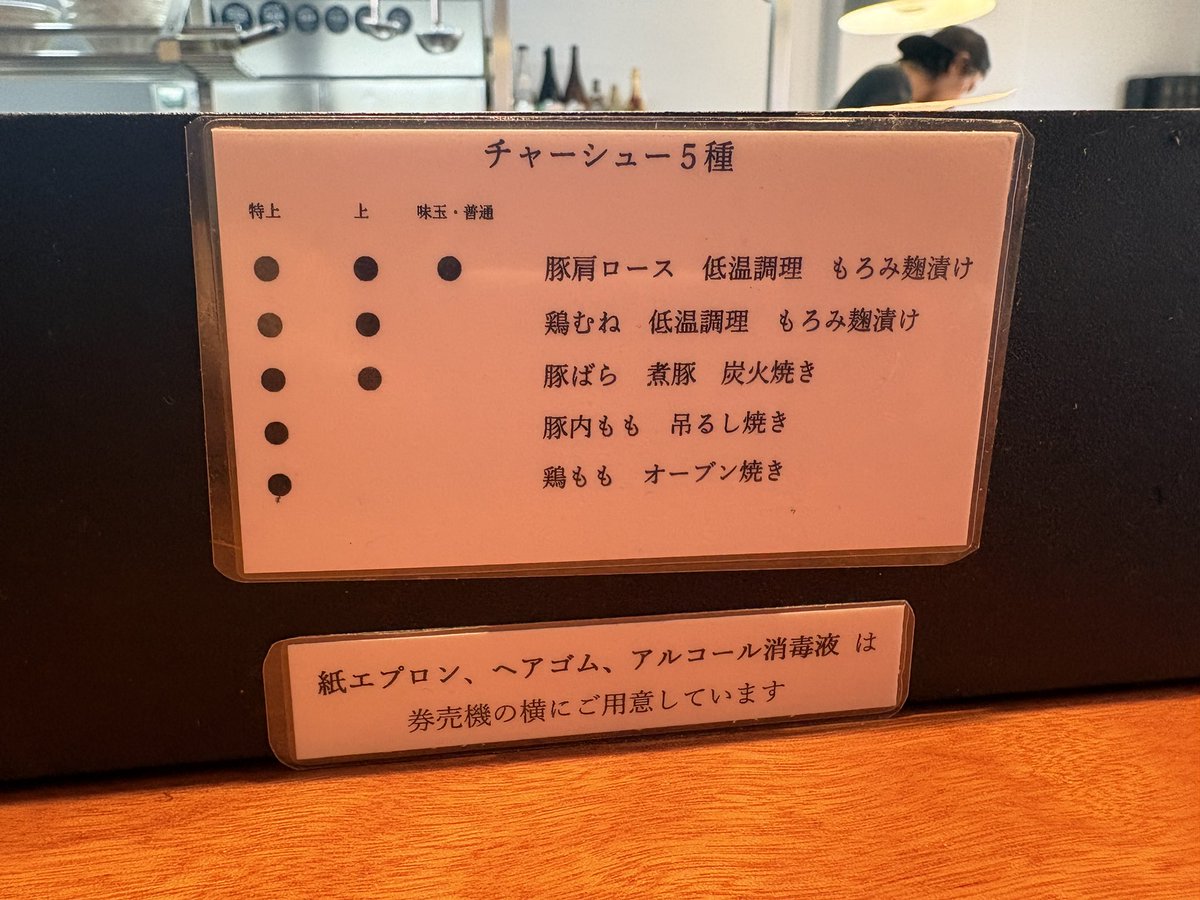 チャーシュー5種
特上　上　味玉・普通
● ● ● 豚肩ロース　低温調理　もろみ麹漬け
● ● 鶏むね　低温調理　もろみ麹漬け
● ● 豚ばら　煮豚　炭火焼き
● 豚内もも　吊るし焼き
● 鶏もも　オーブン焼き
紙エプロン、ヘアゴム、アルコール消毒液 は
券売機の横にご用意しています